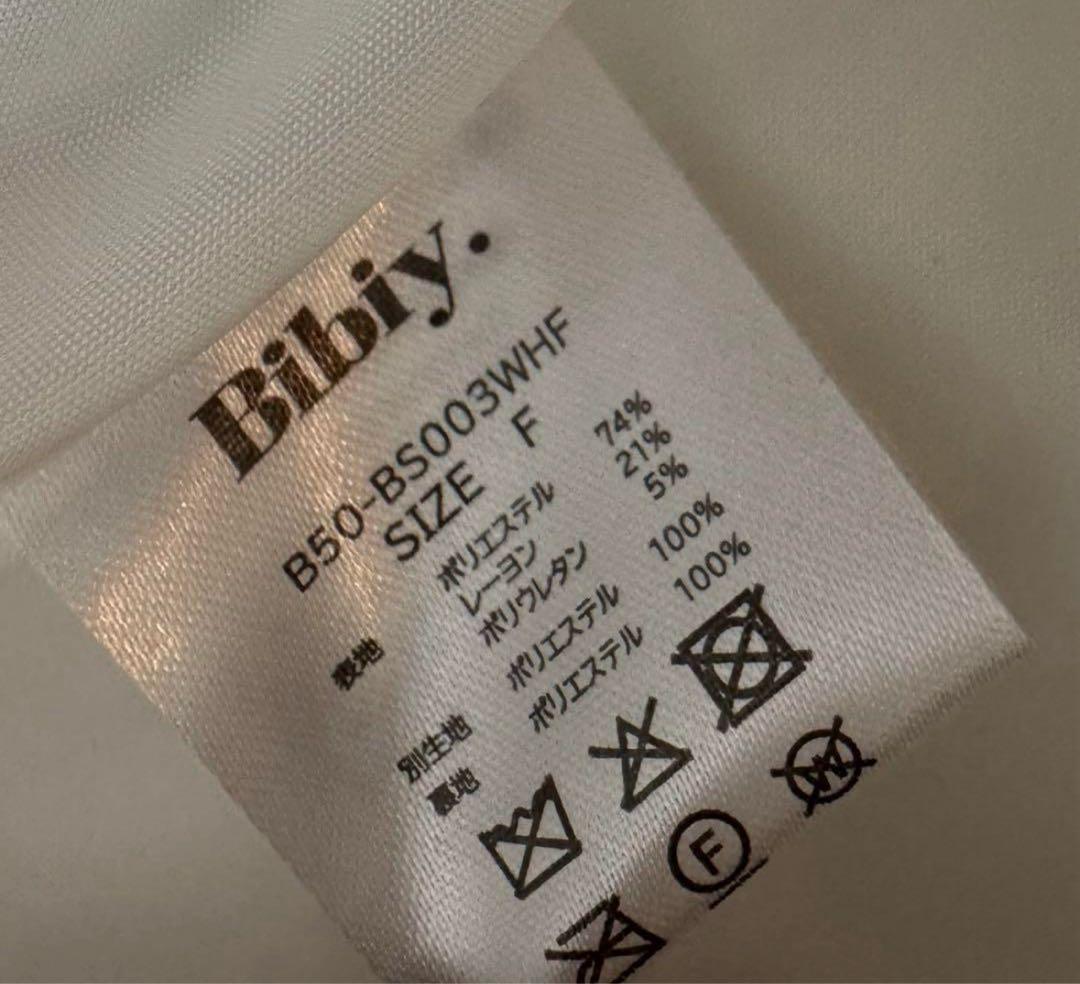 Bibiy.
B50-BS003WHF
SIZE F
表地 ポリエステル 74%
レーヨン 21%
ポリウレタン 5%
別生地 ポリエステル 100%
裏地 ポリエステル 100%
F
W